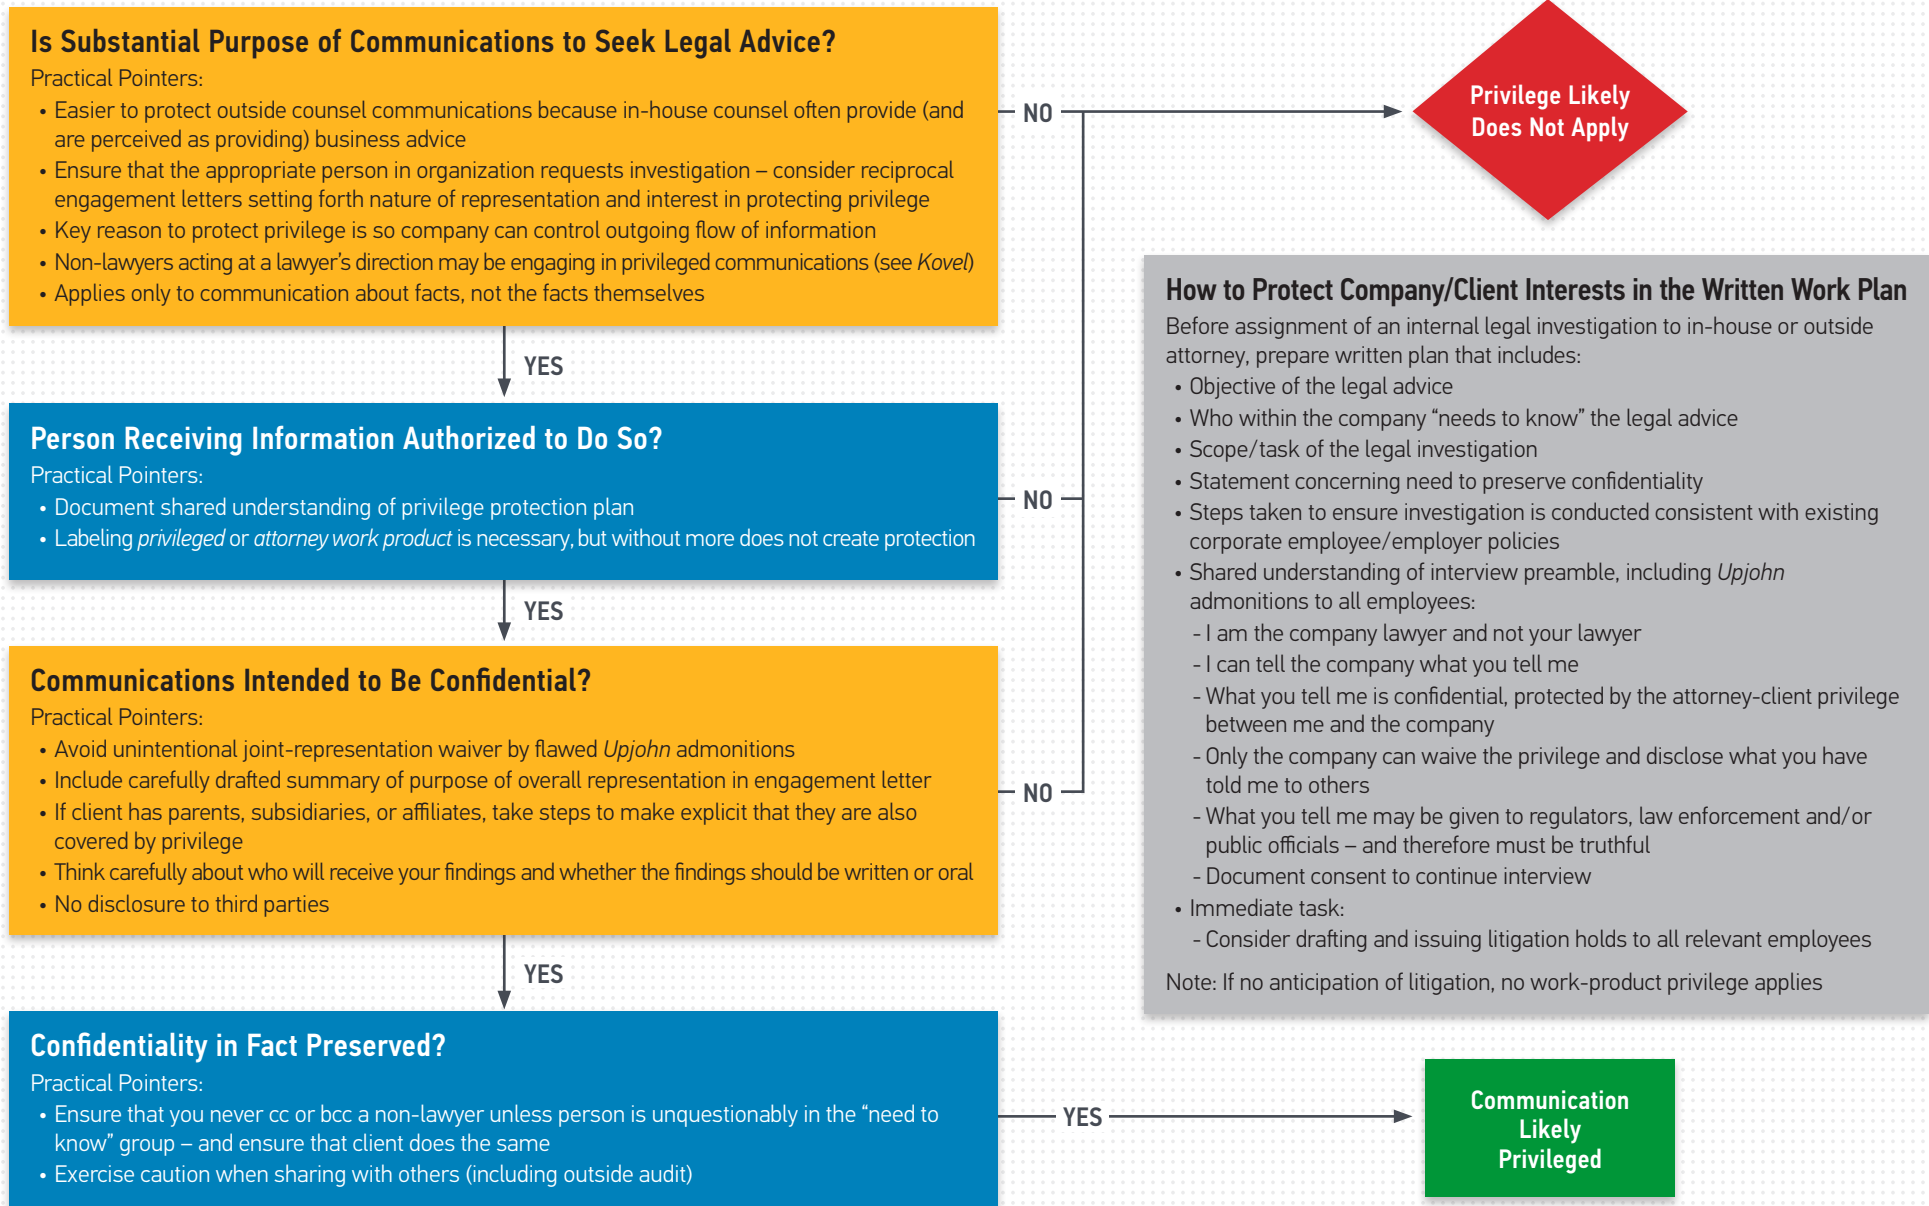 Is Substantial Purpose of Communications to Seek Legal Advice?
Practical Pointers:
• Easier to protect outside counsel communications because in-house counsel often provide (and
are perceived as providing) business advice
• Ensure that the appropriate person in organization requests investigation – consider reciprocal
engagement letters setting forth nature of representation and interest in protecting privilege
• Key reason to protect privilege is so company can control outgoing flow of information
• Non-lawyers acting at a lawyer's direction may be engaging in privileged communications (see Kovel)
• Applies only to communication about facts, not the facts themselves
NO
Privilege Likely
Does Not Apply
YES
Person Receiving Information Authorized to Do So?
Practical Pointers:
• Document shared understanding of privilege protection plan
• Labeling privileged or attorney work product is necessary, but without more does not create protection
NO
YES
Communications Intended to Be Confidential?
Practical Pointers:
• Avoid unintentional joint-representation waiver by flawed Upjohn admonitions
• Include carefully drafted summary of purpose of overall representation in engagement letter
• If client has parents, subsidiaries, or affiliates, take steps to make explicit that they are also
covered by privilege
• Think carefully about who will receive your findings and whether the findings should be written or oral
• No disclosure to third parties
NO
YES
Confidentiality in Fact Preserved?
Practical Pointers:
• Ensure that you never cc or bcc a non-lawyer unless person is unquestionably in the “need to
know” group – and ensure that client does the same
• Exercise caution when sharing with others (including outside audit)
YES
Communication
Likely
Privileged
How to Protect Company/Client Interests in the Written Work Plan
Before assignment of an internal legal investigation to in-house or outside
attorney, prepare written plan that includes:
• Objective of the legal advice
• Who within the company “needs to know” the legal advice
• Scope/task of the legal investigation
• Statement concerning need to preserve confidentiality
• Steps taken to ensure investigation is conducted consistent with existing
corporate employee/employer policies
• Shared understanding of interview preamble, including Upjohn
admonitions to all employees:
- I am the company lawyer and not your lawyer
- I can tell the company what you tell me
- What you tell me is confidential, protected by the attorney-client privilege
between me and the company
- Only the company can waive the privilege and disclose what you have
told me to others
- What you tell me may be given to regulators, law enforcement and/or
public officials – and therefore must be truthful
- Document consent to continue interview
• Immediate task:
- Consider drafting and issuing litigation holds to all relevant employees
Note: If no anticipation of litigation, no work-product privilege applies